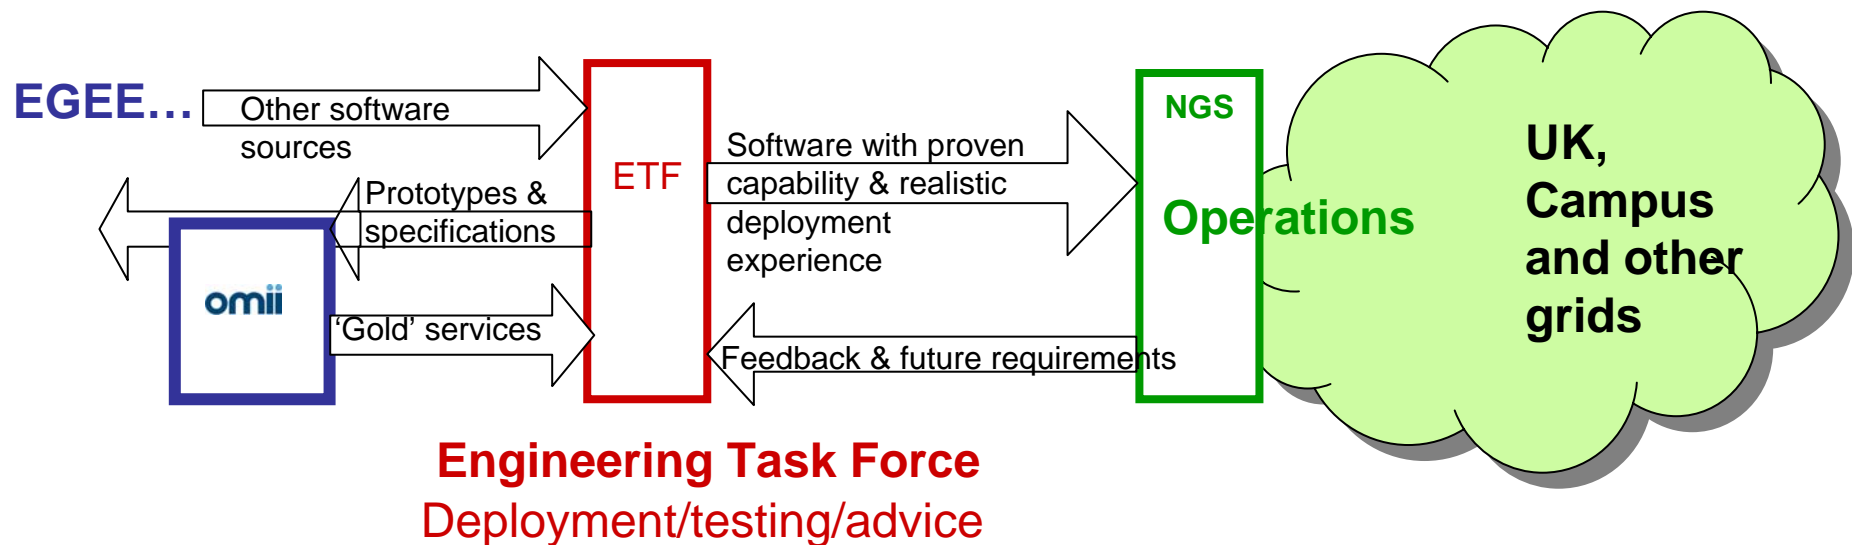 EGEE…
Other software
sources
Prototypes &
specifications
omii
‘Gold’ services
ETF
Software with proven
capability & realistic
deployment
experience
Feedback & future requirements
NGS
Operations
UK,
Campus
and other
grids
Engineering Task Force
Deployment/testing/advice